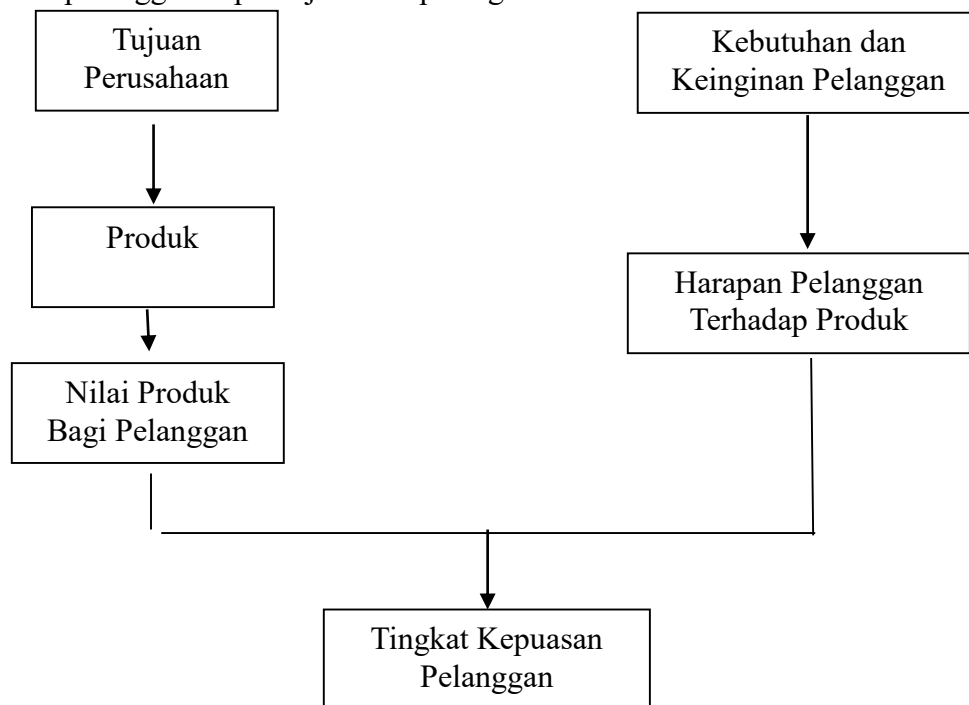 Tujuan
Perusahaan
Kebutuhan dan
Keinginan Pelanggan
Produk
Harapan Pelanggan
Terhadap Produk
Nilai Produk
Bagi Pelanggan
Tingkat Kepuasan
Pelanggan